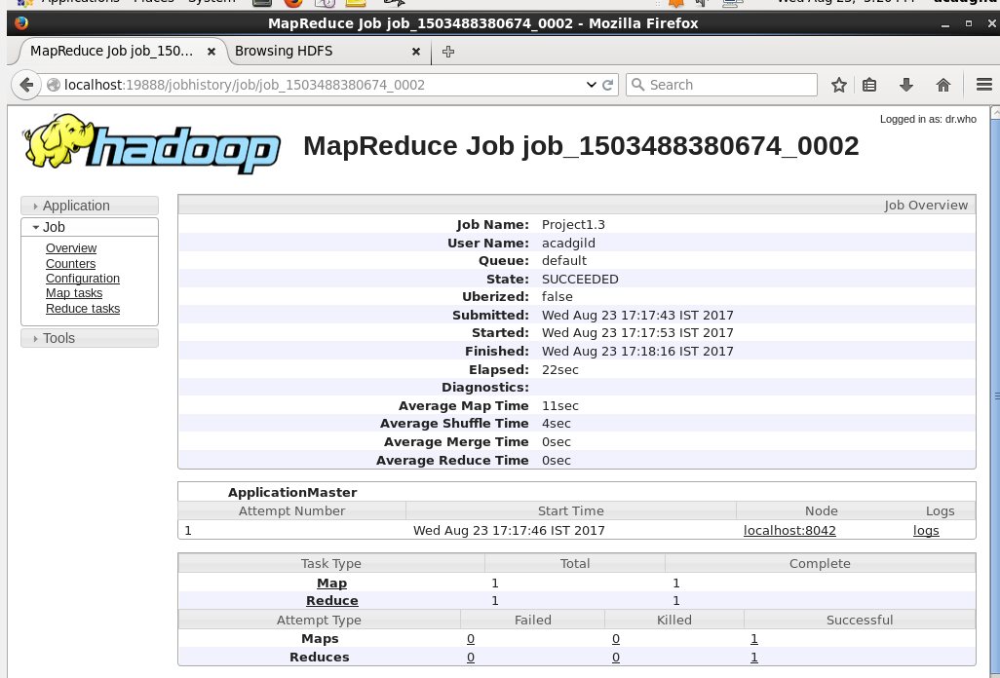 Applications Places System
MapReduce Job job_1503488380674_0002 - Mozilla Firefox
MapReduce Job job_150... Browsing HDFS
localhost:19888/jobhistory/job/job_1503488380674_0002 Search
Logged in as: dr.who
hadoop MapReduce Job job_1503488380674_0002
Application
Job
Overview
Counters
Configuration
Map tasks
Reduce tasks
Tools
Job Overview
Job Name: Project1.3
User Name: acadgild
Queue: default
State: SUCCEEDED
Uberized: false
Submitted: Wed Aug 23 17:17:43 IST 2017
Started: Wed Aug 23 17:17:53 IST 2017
Finished: Wed Aug 23 17:18:16 IST 2017
Elapsed: 22sec
Diagnostics:
Average Map Time 11sec
Average Shuffle Time 4sec
Average Merge Time 0sec
Average Reduce Time 0sec
ApplicationMaster
Attempt Number Start Time Node Logs
1 Wed Aug 23 17:17:46 IST 2017 localhost:8042 logs
Task Type Total Complete
Map 1 1
Reduce 1 1
Attempt Type Failed Killed Successful
Maps 0 0 1
Reduces 0 0 1